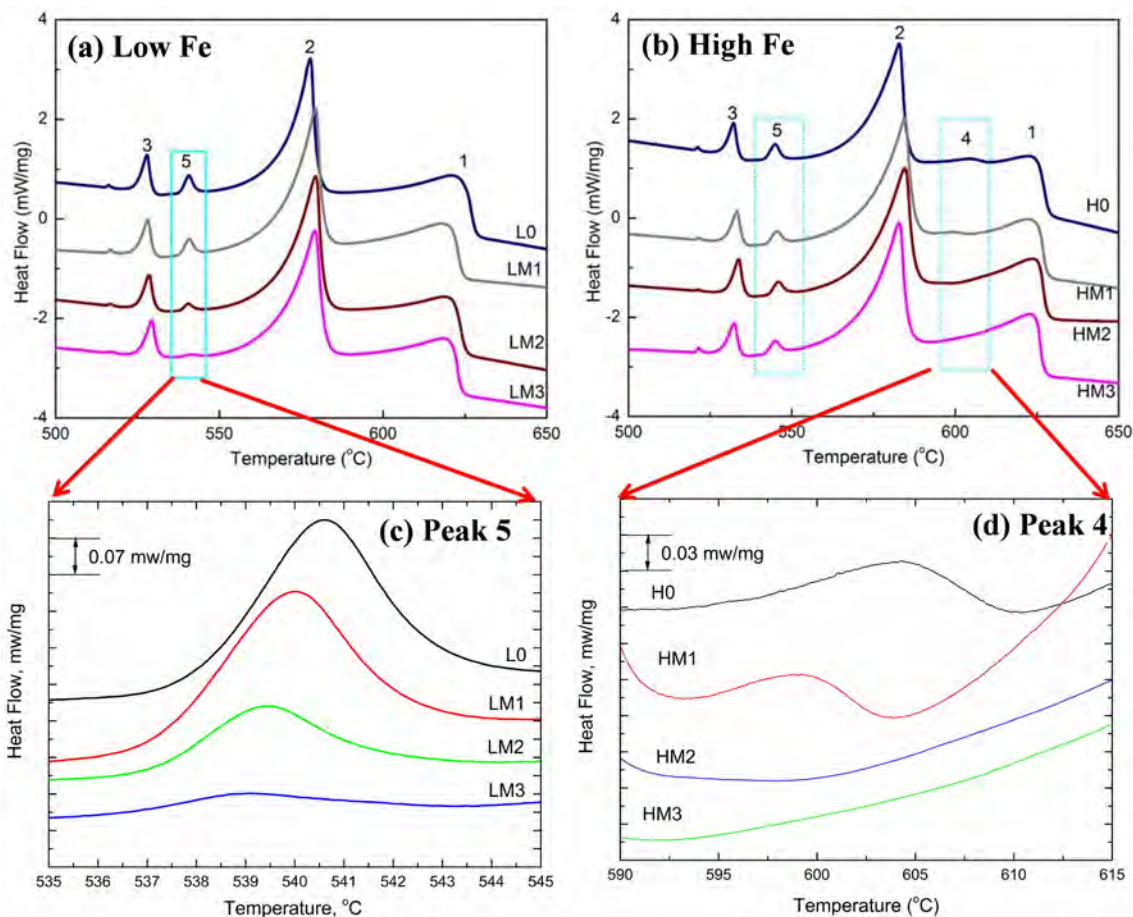 (a) Low Fe
4
2
0
-2
-4
Heat Flow (mW/mg)
3
5
2
1
L0
LM1
LM2
LM3
500 550 600 650
Temperature (°C)
(b) High Fe
4
2
0
-2
-4
Heat Flow (mW/mg)
3
5
2
4
1
H0
HM1
HM2
HM3
500 550 600 650
Temperature (°C)
(c) Peak 5
0.07 mw/mg
L0
LM1
LM2
LM3
Heat Flow, mw/mg
535 536 537 538 539 540 541 542 543 544 545
Temperature, °C
(d) Peak 4
0.03 mw/mg
H0
HM1
HM2
HM3
Heat Flow, mw/mg
590 595 600 605 610 615
Temperature (°C)